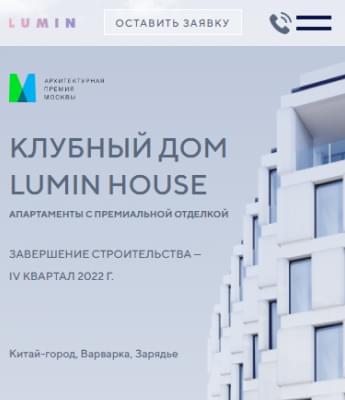 LUMIN
ОСТАВИТЬ ЗАЯВКУ
АРХИТЕКТУРНАЯ
ПРЕМИЯ
МОСКВЫ
КЛУБНЫЙ ДОМ
LUMIN HOUSE
АПАРТАМЕНТЫ С ПРЕМИАЛЬНОЙ ОТДЕЛКОЙ
ЗАВЕРШЕНИЕ СТРОИТЕЛЬСТВА –
IV КВАРТАЛ 2022 Г.
Китай-город, Варварка, Зарядье